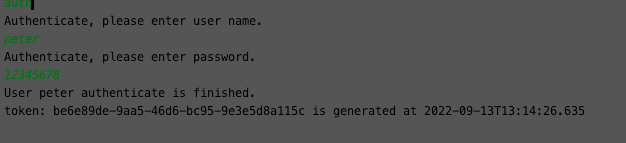 auth
Authenticate, please enter user name.
peter
Authenticate, please enter password.
12345678
User peter authenticate is finished.
token: be6e89de-9aa5-46d6-bc95-9e3e5d8a115c is generated at 2022-09-13T13:14:26.635